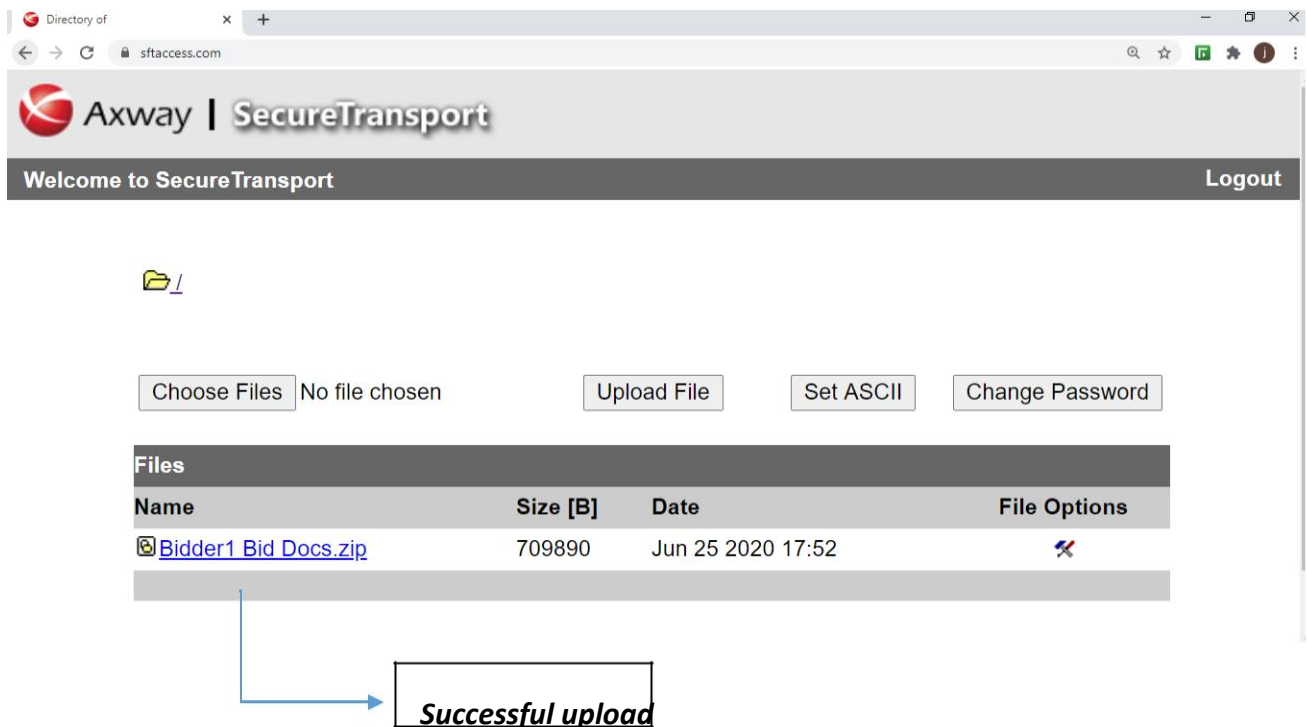 Directory of
sftaccess.com
j
Axway | SecureTransport
Welcome to SecureTransport Logout
/
Choose Files No file chosen Upload File Set ASCII Change Password
Files
Name Size [B] Date File Options
Bidder1 Bid Docs.zip 709890 Jun 25 2020 17:52
Successful upload